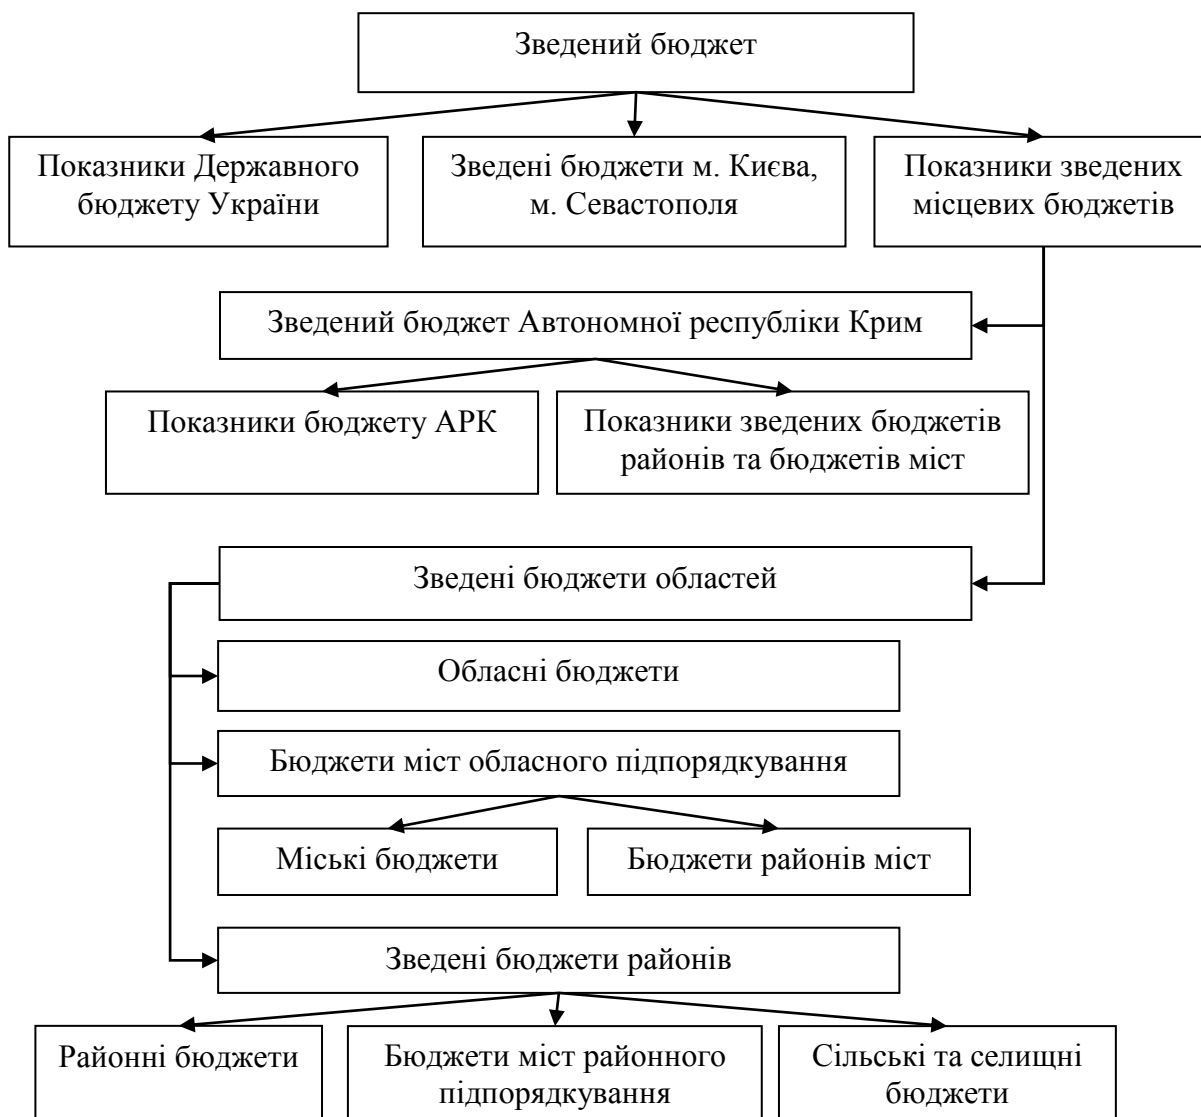 Зведений бюджет
Показники Державного
бюджету України
Зведені бюджети м. Києва,
м. Севастополя
Показники зведених
місцевих бюджетів
Зведений бюджет Автономної республіки Крим
Показники бюджету АРК
Показники зведених бюджетів
районів та бюджетів міст
Зведені бюджети областей
Обласні бюджети
Бюджети міст обласного підпорядкування
Міські бюджети
Бюджети районів міст
Зведені бюджети районів
Районні бюджети
Бюджети міст районного
підпорядкування
Сільські та селищні
бюджети